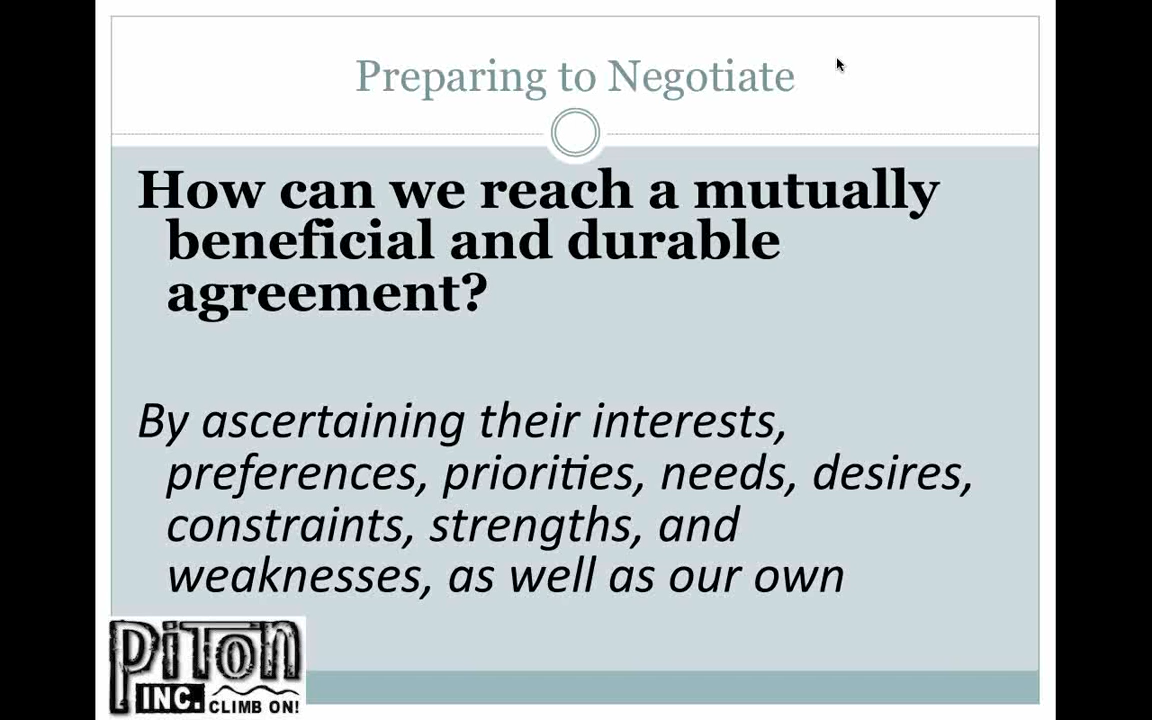 Preparing to Negotiate
How can we reach a mutually
beneficial and durable
agreement?
By ascertaining their interests,
preferences, priorities, needs, desires,
constraints, strengths, and
weaknesses, as well as our own
PiTON
INC. CLIMB ON!